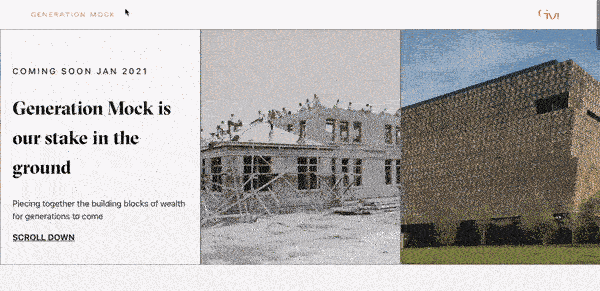 GENERATION MOCK
COMING SOON JAN 2021
Generation Mock is
our stake in the
ground
Piecing together the building blocks of wealth
for generations to come
SCROLL DOWN